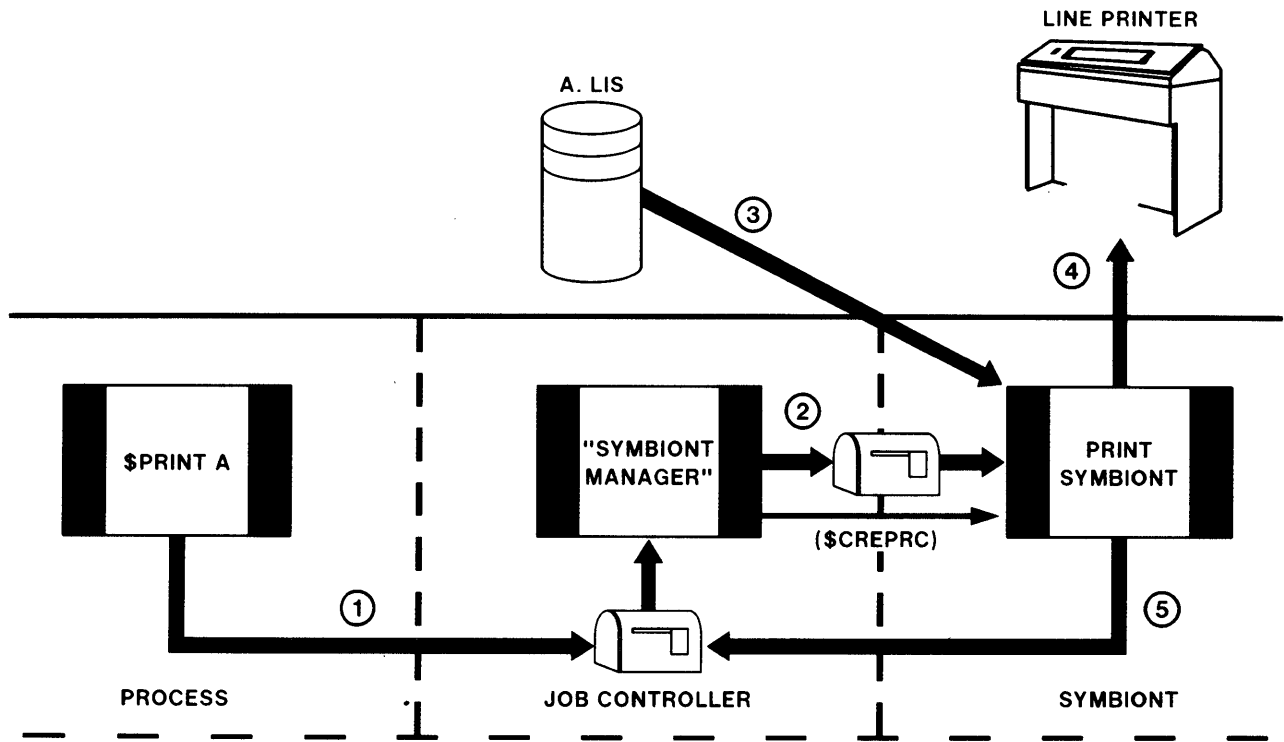 LINE PRINTER
A. LIS
3
4
$PRINT A
"SYMBIONT
MANAGER"
2
PRINT
SYMBIONT
($CREPRC)
1
5
PROCESS
JOB CONTROLLER
SYMBIONT